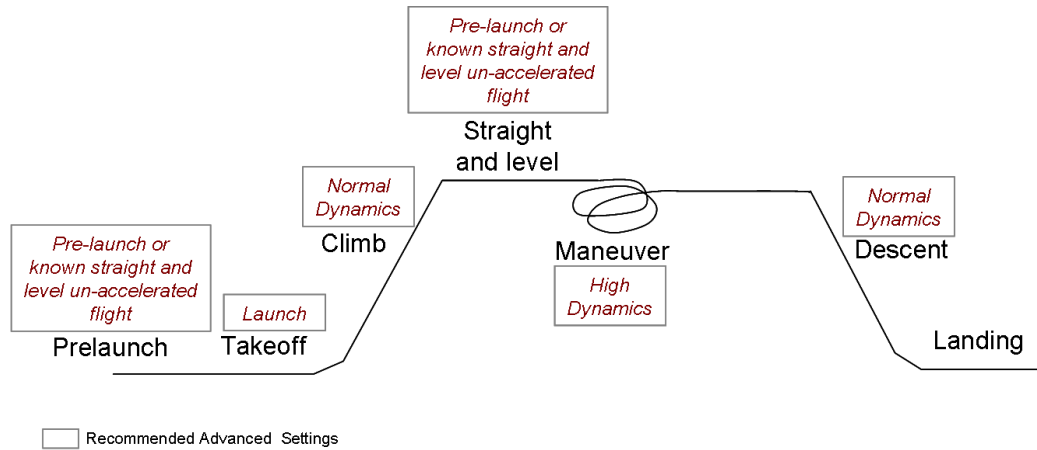 Pre-launch or
known straight and
level un-accelerated
flight
Straight
and level
Normal
Dynamics
Climb
Pre-launch or
known straight and
level un-accelerated
flight
Prelaunch
Launch
Takeoff
Maneuver
High
Dynamics
Normal
Dynamics
Descent
Landing
Recommended Advanced Settings